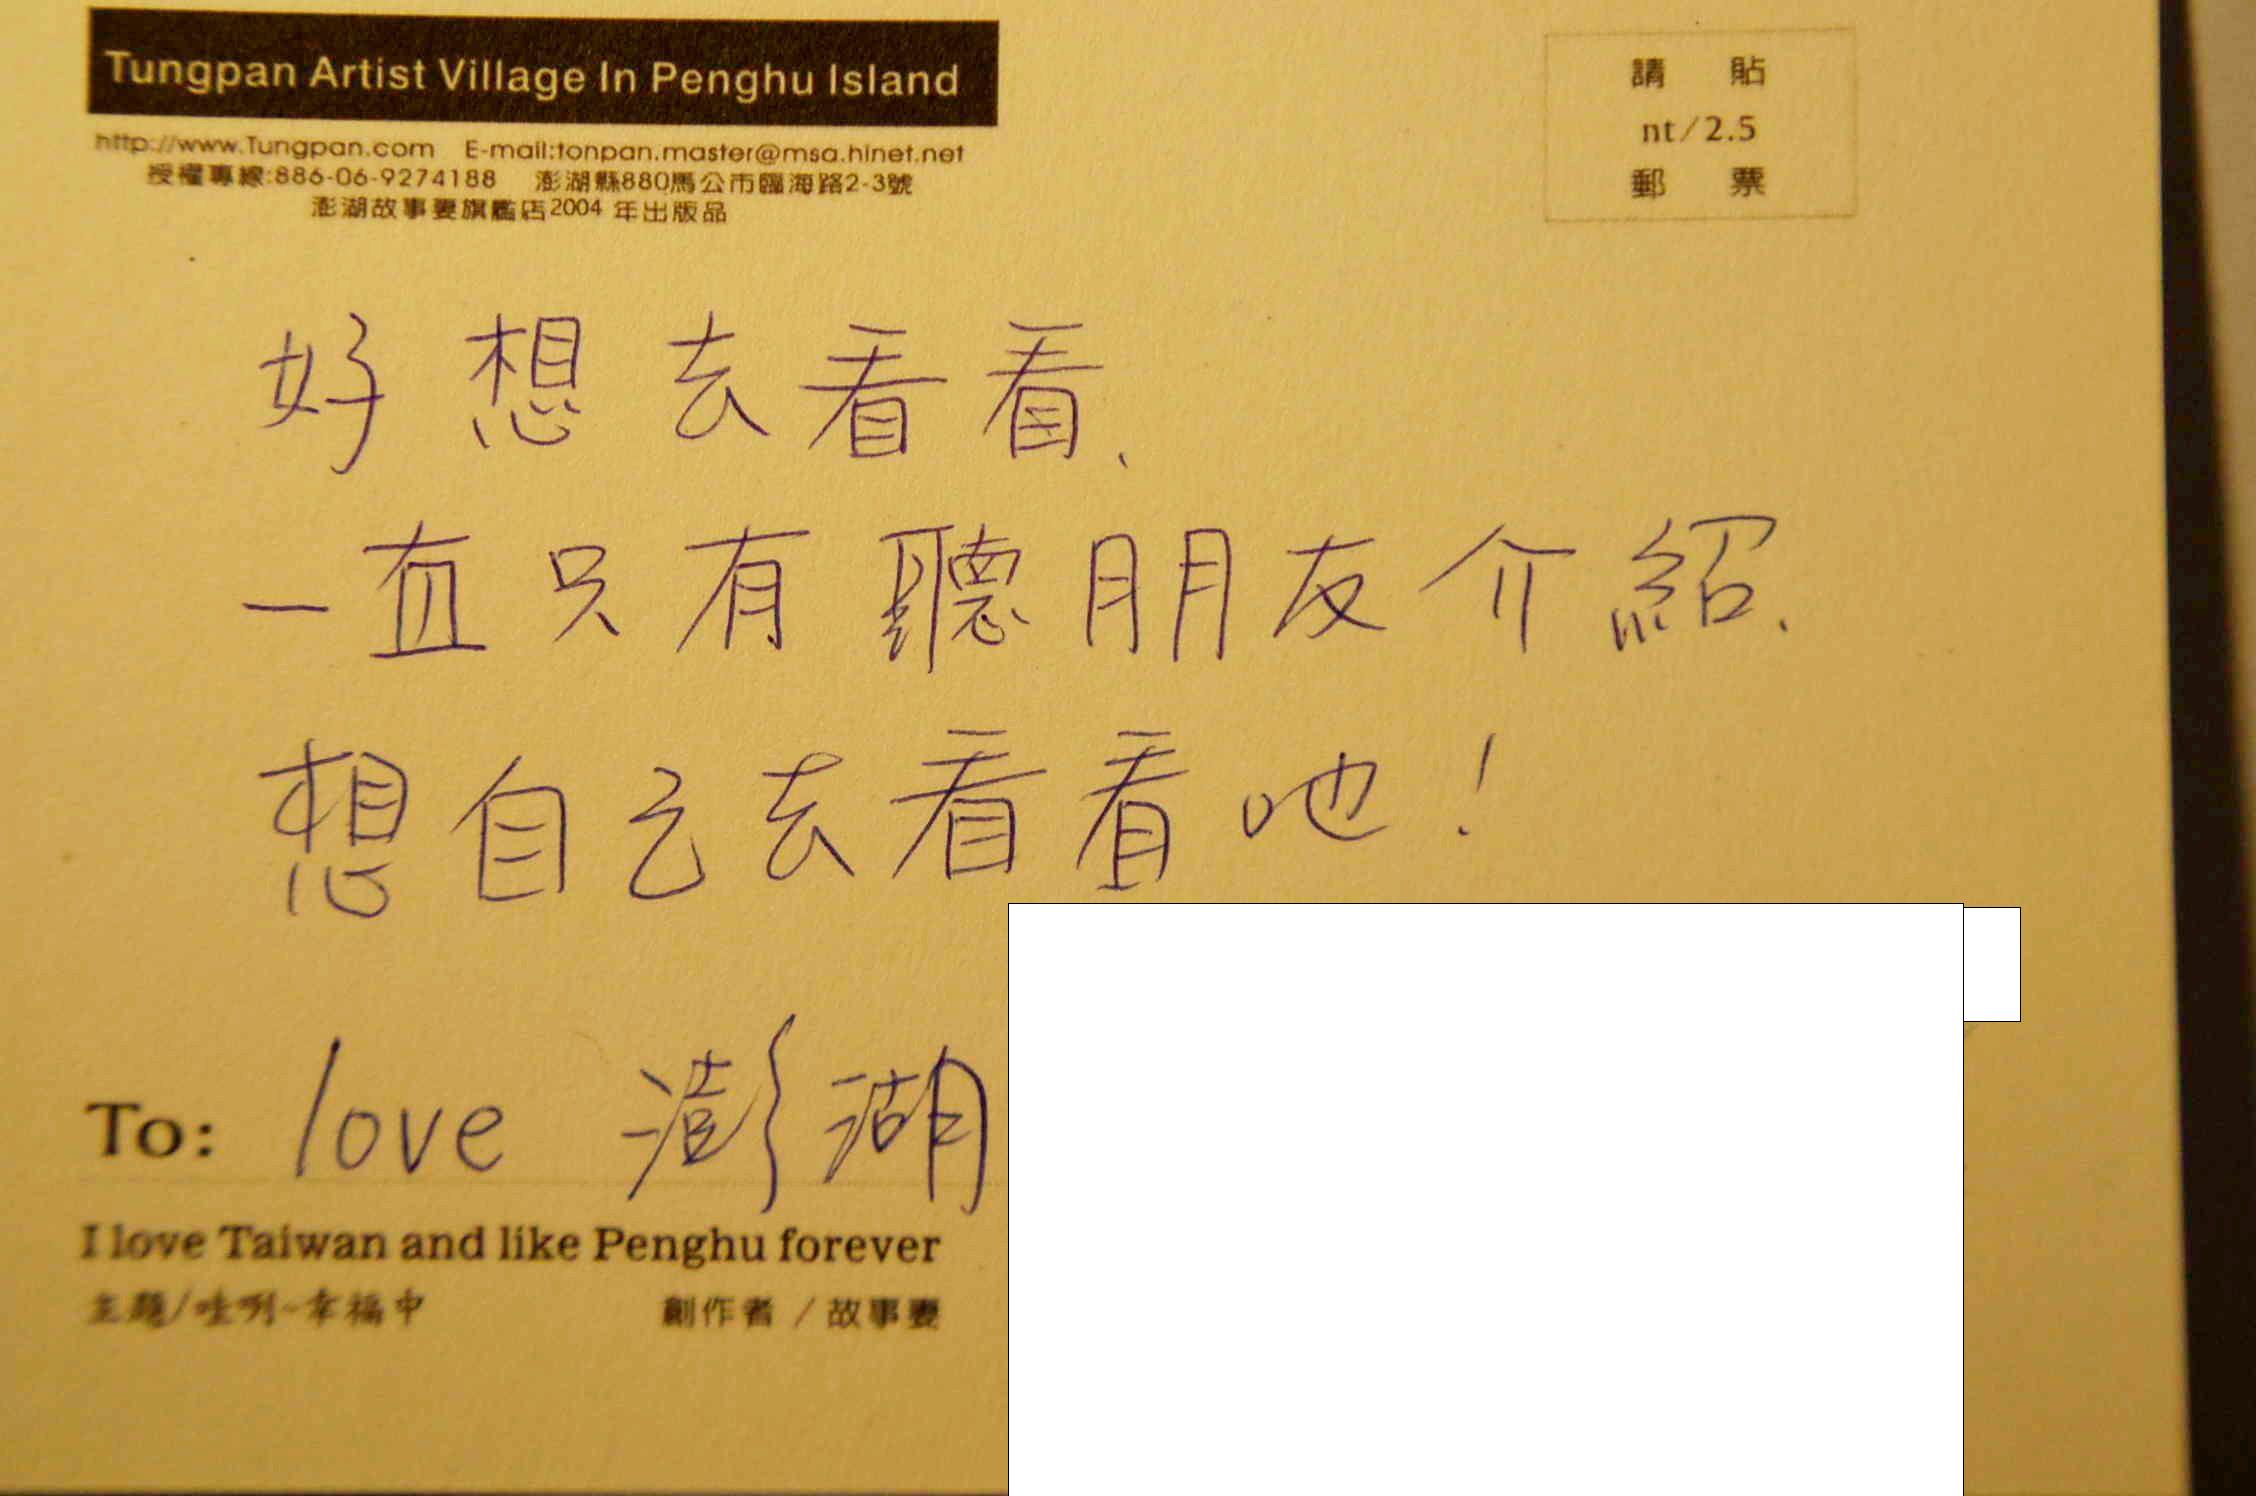 Tungpan Artist Village In Penghu Island
http://www.Tungpan.com E-mail:tonpan.master@msa.hinet.net
授權專線:886-06-9274188 澎湖縣880馬公市臨海路2-3號
澎湖故事妻旗艦店2004 年出版品
請 貼
nt/2.5
郵 票
好想去看看、
一直只有聽朋友介紹、
想自己去看看吔!
To: love 澎湖
I love Taiwan and like Penghu forever
主題/哇咧~幸福中
創作者 / 故事妻